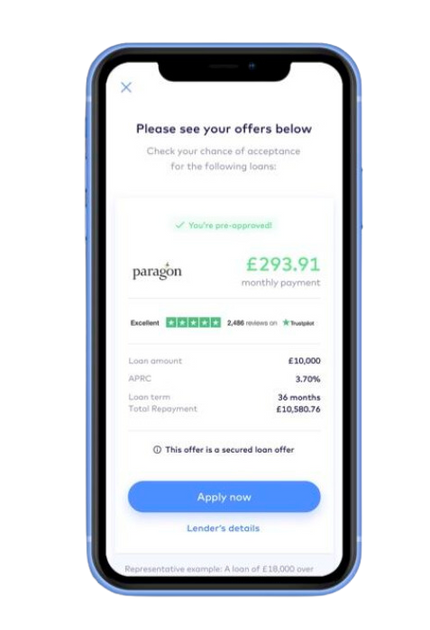 Please see your offers below
Check your chance of acceptance
for the following loans:
You're pre-approved!
paragon
£293.91
monthly payment
Excellent 2,486 reviews on Trustpilot
Loan amount £10,000
APRC 3.70%
Loan term 36 months
Total Repayment £10,580.76
This offer is a secured loan offer
Apply now
Lender's details
Representative example: A loan of £18,000 over